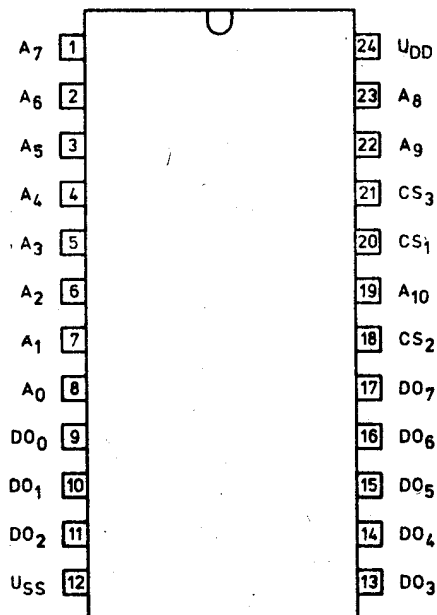 A7 1 24 UDD
A6 2 23 A8
A5 3 22 A9
A4 4 21 CS3
A3 5 20 CS1
A2 6 19 A10
A1 7 18 CS2
A0 8 17 DO7
DO0 9 16 DO6
DO1 10 15 DO5
DO2 11 14 DO4
USS 12 13 DO3